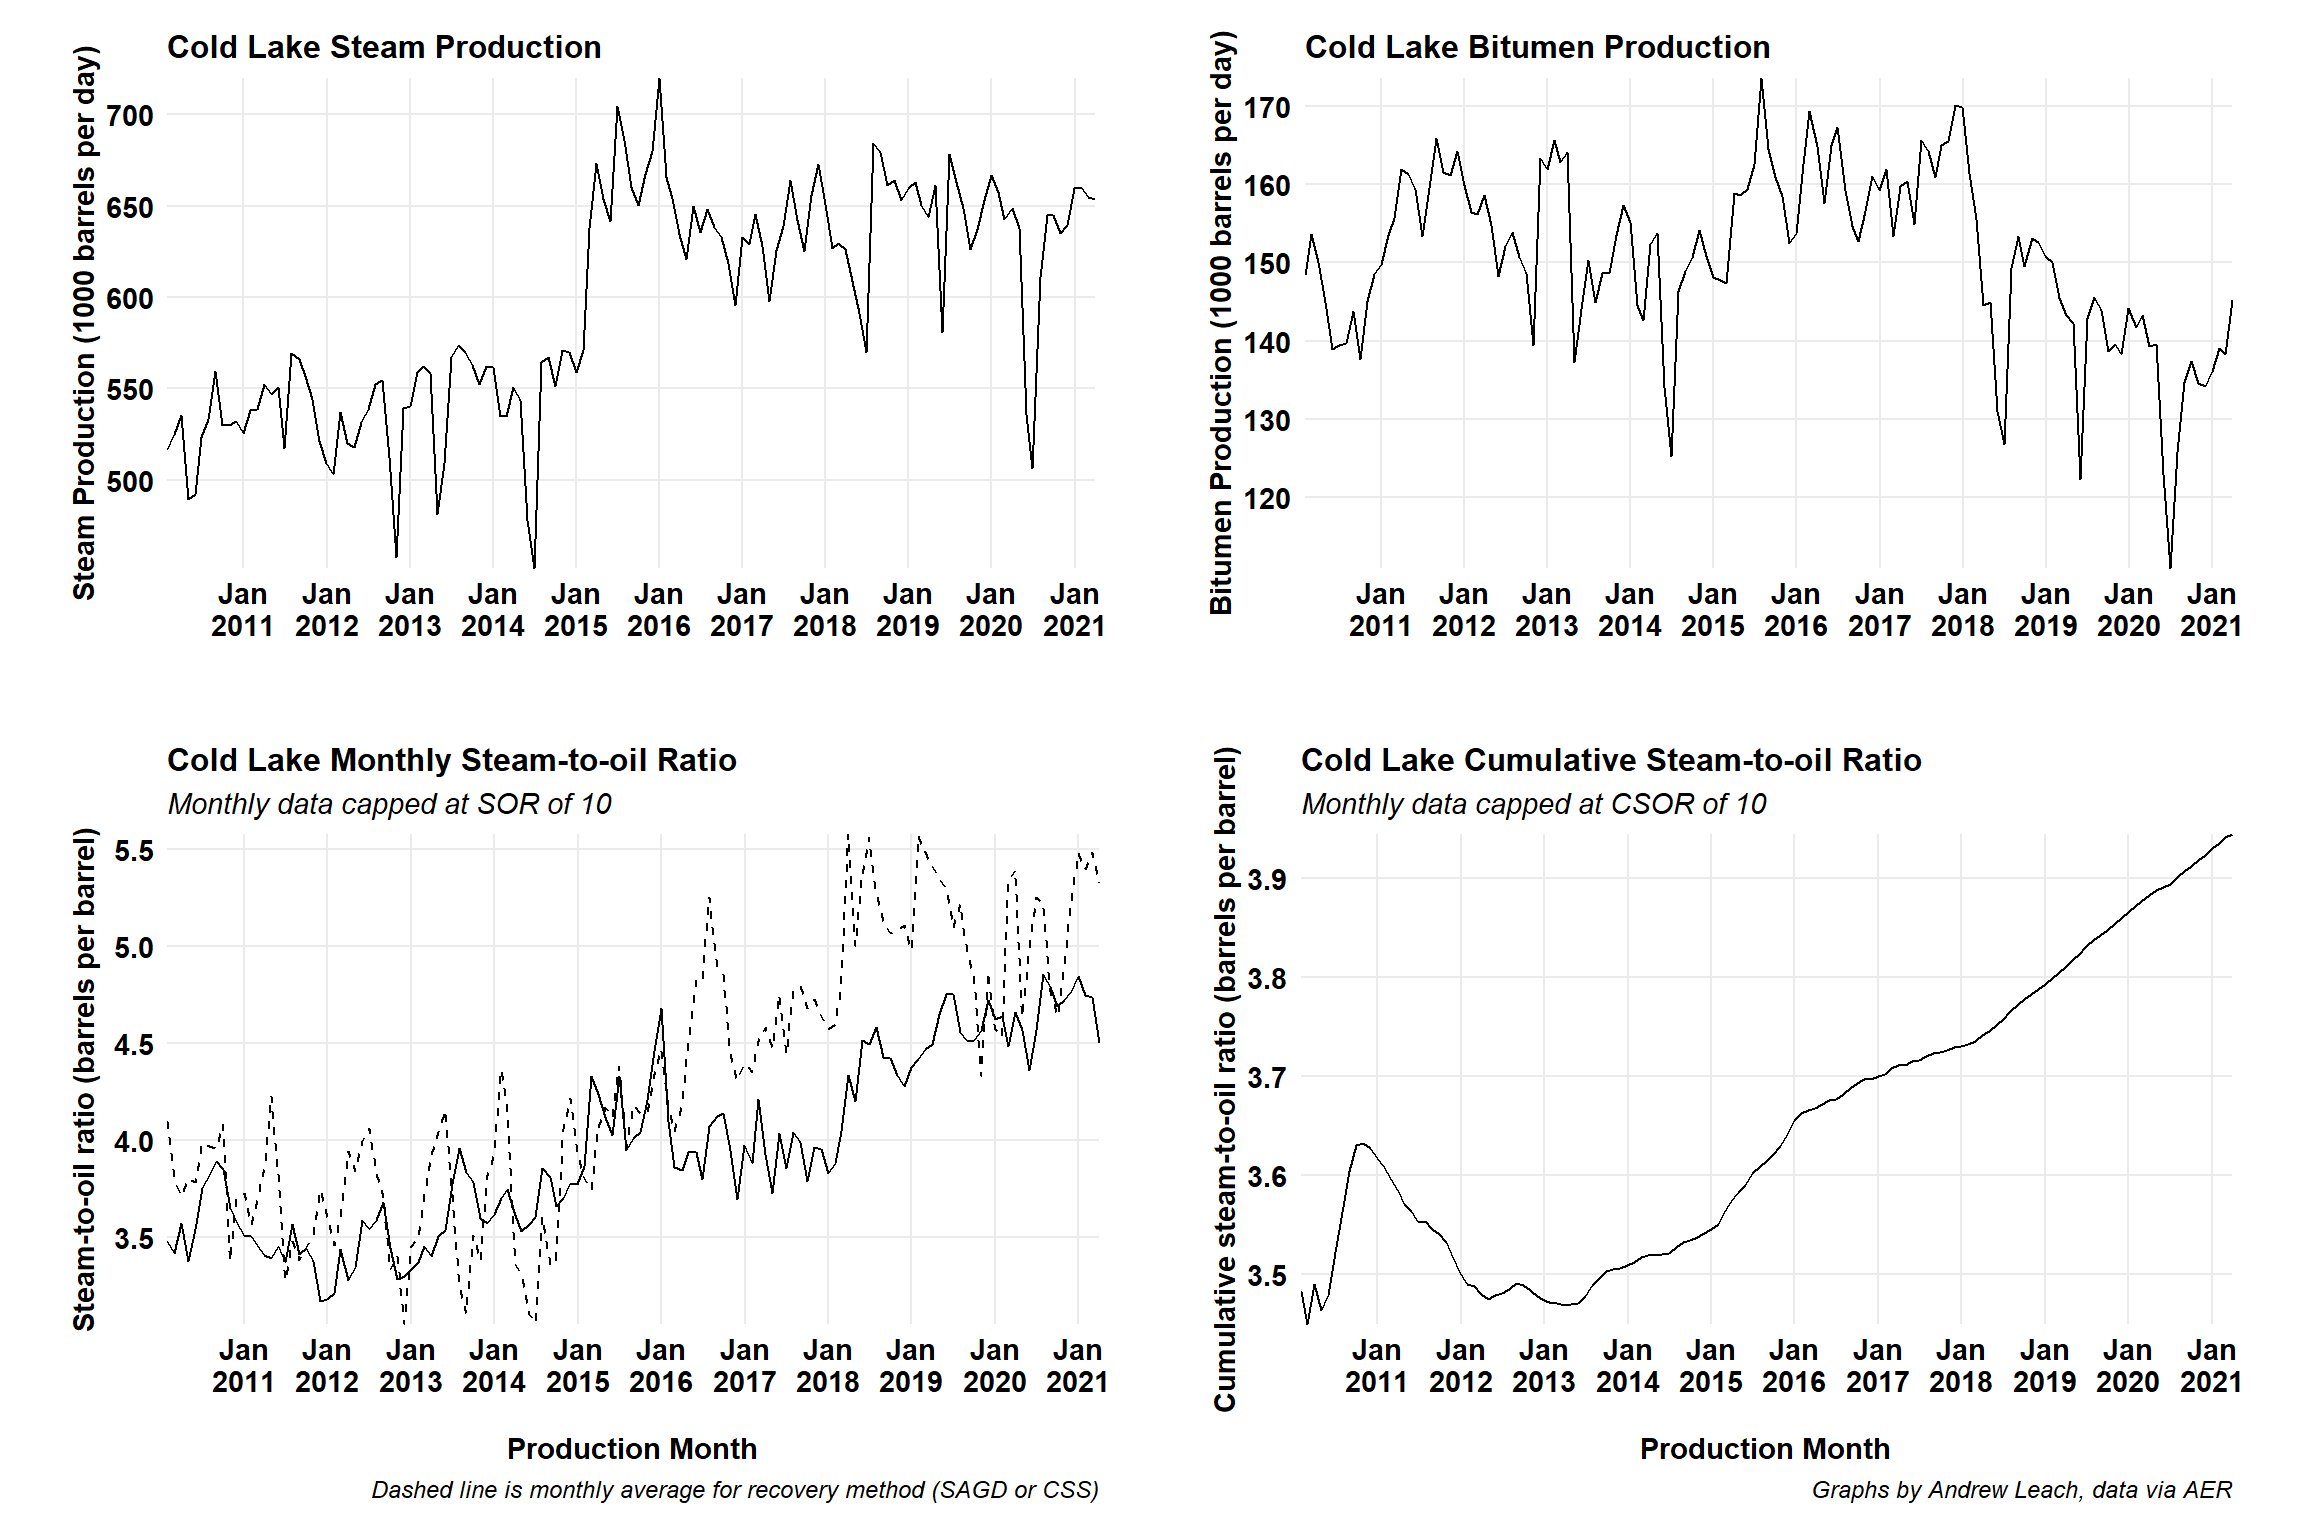 Cold Lake Steam Production
Steam Production (1000 barrels per day)
700
650
600
550
500
Jan Jan Jan Jan Jan Jan Jan Jan Jan Jan Jan
2011 2012 2013 2014 2015 2016 2017 2018 2019 2020 2021
Cold Lake Bitumen Production
Bitumen Production (1000 barrels per day)
170
160
150
140
130
120
Jan Jan Jan Jan Jan Jan Jan Jan Jan Jan Jan
2011 2012 2013 2014 2015 2016 2017 2018 2019 2020 2021
Cold Lake Monthly Steam-to-oil Ratio
Monthly data capped at SOR of 10
Steam-to-oil ratio (barrels per barrel)
5.5
5.0
4.5
4.0
3.5
Jan Jan Jan Jan Jan Jan Jan Jan Jan Jan Jan
2011 2012 2013 2014 2015 2016 2017 2018 2019 2020 2021
Production Month
Dashed line is monthly average for recovery method (SAGD or CSS)
Cold Lake Cumulative Steam-to-oil Ratio
Monthly data capped at CSOR of 10
Cumulative steam-to-oil ratio (barrels per barrel)
3.9
3.8
3.7
3.6
3.5
Jan Jan Jan Jan Jan Jan Jan Jan Jan Jan Jan
2011 2012 2013 2014 2015 2016 2017 2018 2019 2020 2021
Production Month
Graphs by Andrew Leach, data via AER